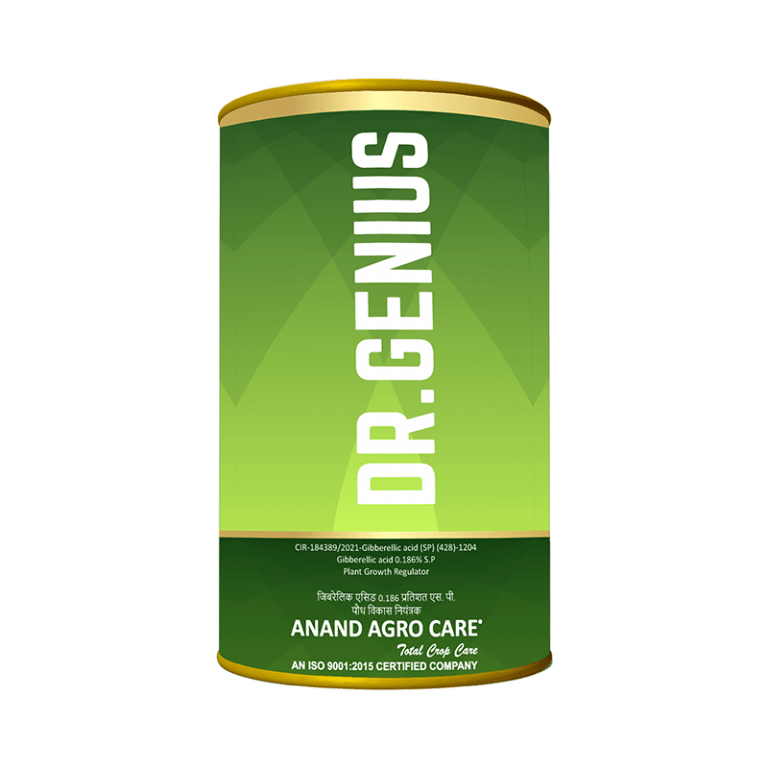 DR.GENIUS
CIR-184389/2021-Gibberellic acid (SP) (428)-1204
Gibberellic acid 0.186% S.P
Plant Growth Regulator
जिबरेलिक एसिड 0.186 प्रतिशत एस. पी.
पौध विकास नियंत्रक
ANAND AGRO CARE
Total Crop Care
AN ISO 9001:2015 CERTIFIED COMPANY